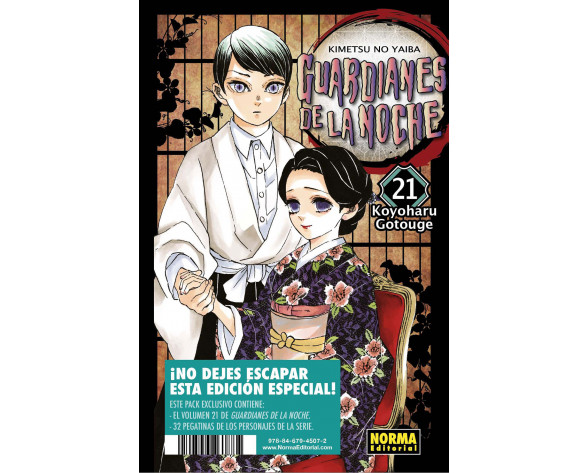 KIMETSU NO YAIBA
GUARDIANES
DE LA NOCHE
21
Koyoharu
Gotouge
¡NO DEJES ESCAPAR
ESTA EDICIÓN ESPECIAL!
ESTE PACK EXCLUSIVO CONTIENE:
- EL VOLUMEN 21 DE GUARDIANES DE LA NOCHE.
- 32 PEGATINAS DE LOS PERSONAJES DE LA SERIE.
978-84-679-4507-2
www.NormaEditorial.com
NORMA
Editorial